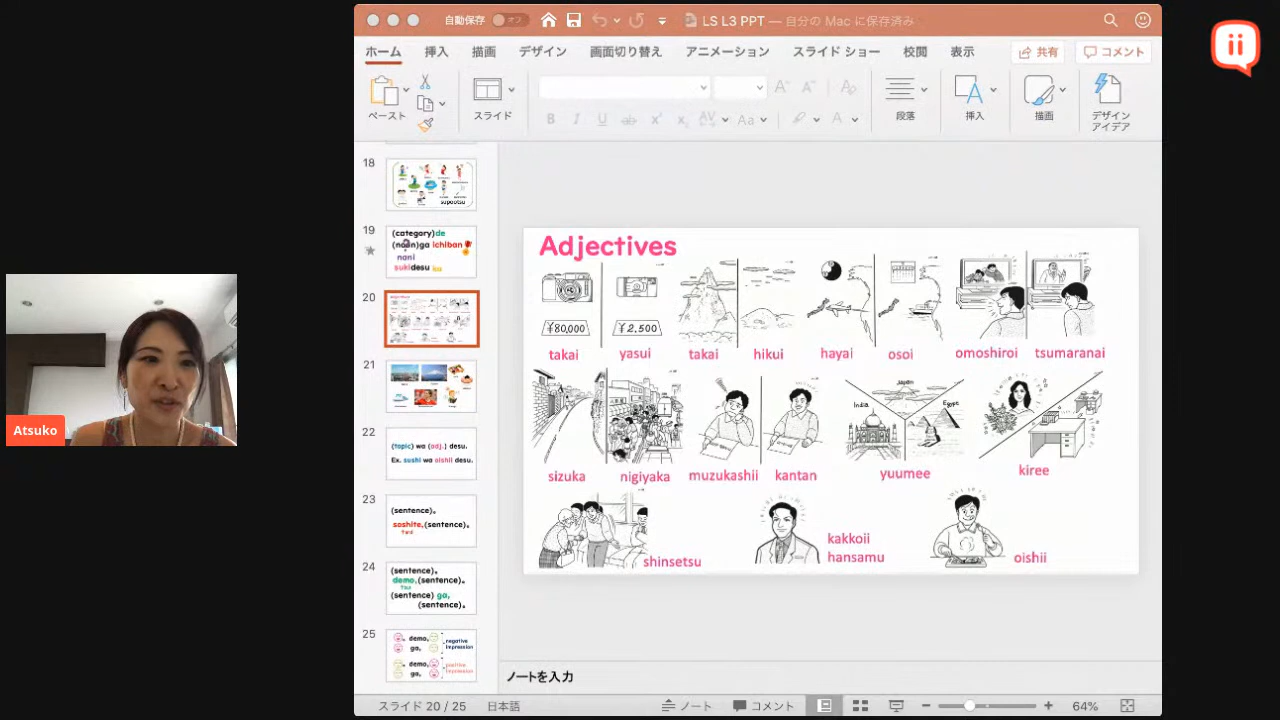 自動保存 オフ
LS L3 PPT — 自分の Mac に保存済み
ホーム 挿入 描画 デザイン 画面切り替え アニメーション スライド ショー 校閲 表示 共有 コメント
ペースト スライド 段落 挿入 描画 デザイン
アイデア
18
supootsu
19
(category)de
(noun)ga ichiban
nani
sukidesu ka
20
21
22
(topic) wa (adj.) desu.
Ex. sushi wa oishii desu.
23
(sentence)。
soshite,(sentence)。
24
(sentence)。
demo,(sentence)。
(sentence) ga,
(sentence)。
25
demo,
ga,
negative
impression
demo,
ga,
positive
impression
Adjectives
¥80,000 ¥2,500
takai yasui takai hikui hayai osoi omoshiroi tsumaranai
Japan
India Egype
sizuka nigiyaka muzukashii kantan yuumee kiree
shinsetsu
kakkoii
hansamu
oishii
ノートを入力
スライド 20 / 25 日本語 ノート コメント 64%
Atsuko